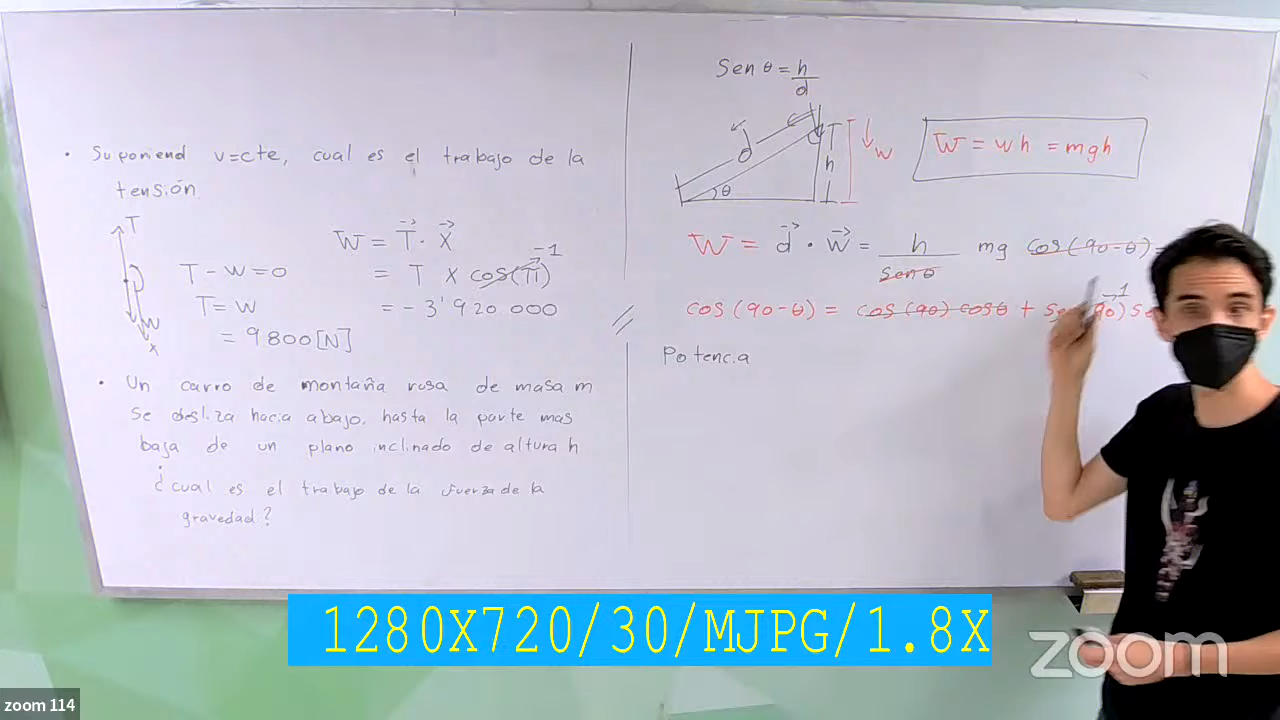 • Suponiend v=cte, cual es el trabajo de la
tensión
T
W
x
T - w = 0
T = w
= 9800[N]
W = T⃗ · x⃗
= T x cos(π) -1
= - 3'920 000
• Un carro de montaña rusa de masa m
se desliza hacia abajo, hasta la parte mas
baja de un plano inclinado de altura h
¿cual es el trabajo de la fuerza de la
gravedad?
Sen θ = h/d
d
θ
h
w
W = wh = mgh
W = d⃗ · w⃗ = h/senθ mg cos(90-θ) =
cos(90-θ) = cos(90) cosθ + sen(90) 1 se
Potencia
1280X720/30/MJPG/1.8X
zoom
zoom 114